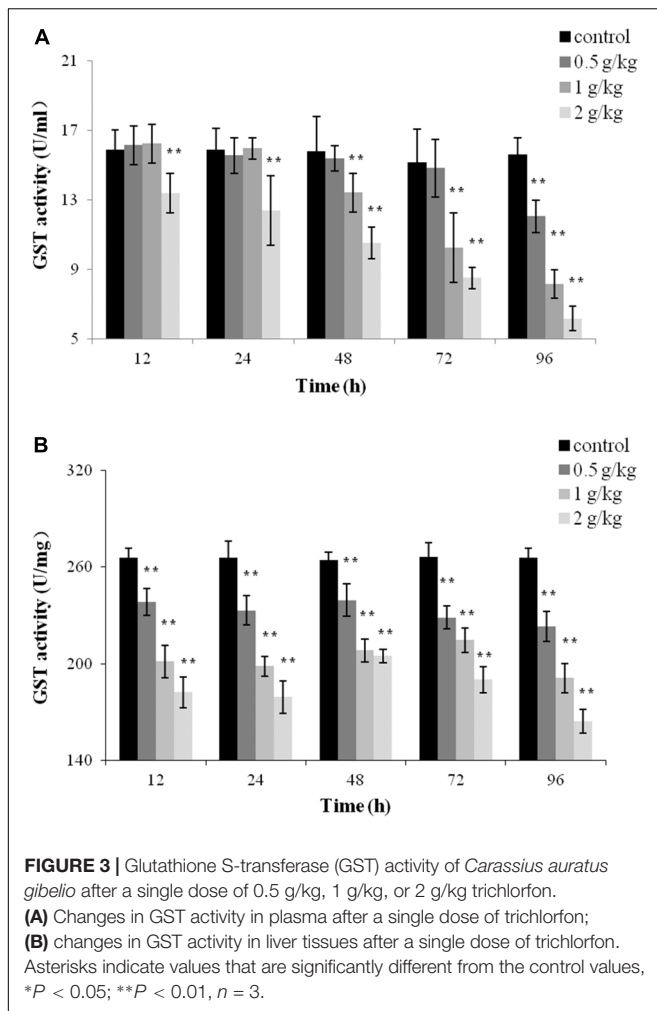 A
control
0.5 g/kg
1 g/kg
2 g/kg
21
17
13
9
5
GST activity (U/ml)
** ** ** ** ** ** ** ** **
12 24 48 72 96
Time (h)
B
control
0.5 g/kg
1 g/kg
2 g/kg
320
260
200
140
GST activity (U/mg)
** ** ** ** ** ** ** ** ** ** ** ** ** ** **
12 24 48 72 96
Time (h)
FIGURE 3 | Glutathione S-transferase (GST) activity of Carassius auratus
gibelio after a single dose of 0.5 g/kg, 1 g/kg, or 2 g/kg trichlorfon.
(A) Changes in GST activity in plasma after a single dose of trichlorfon;
(B) changes in GST activity in liver tissues after a single dose of trichlorfon.
Asterisks indicate values that are significantly different from the control values,
*P < 0.05; **P < 0.01, n = 3.